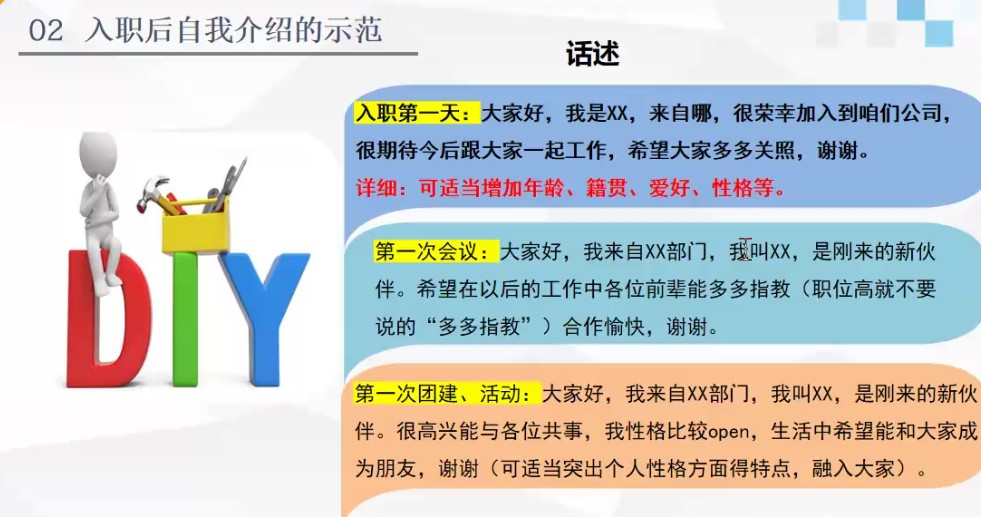 02 入职后自我介绍的示范
话述
入职第一天：大家好，我是XX，来自哪，很荣幸加入到咱们公司，
很期待今后跟大家一起工作，希望大家多多关照，谢谢。
详细：可适当增加年龄、籍贯、爱好、性格等。
第一次会议：大家好，我来自XX部门，我叫XX，是刚来的新伙
伴。希望在以后的工作中各位前辈能多多指教（职位高就不要
说的“多多指教”）合作愉快，谢谢。
第一次团建、活动：大家好，我来自XX部门，我叫XX，是刚来的新伙
伴。很高兴能与各位共事，我性格比较open，生活中希望能和大家成
为朋友，谢谢（可适当突出个人性格方面得特点，融入大家）。
DIY